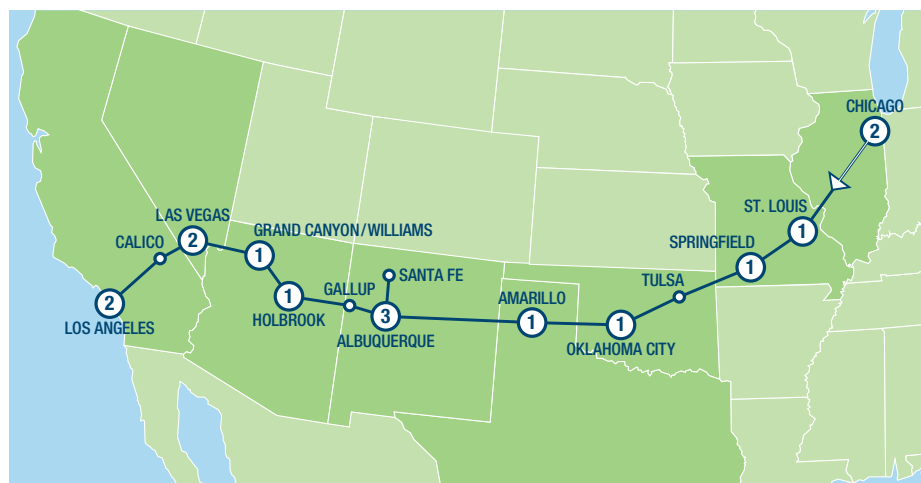 CHICAGO
2
ST. LOUIS
1
SPRINGFIELD
1
TULSA
OKLAHOMA CITY
1
AMARILLO
1
SANTA FE
ALBUQUERQUE
3
GALLUP
HOLBROOK
1
GRAND CANYON/WILLIAMS
1
LAS VEGAS
2
CALICO
LOS ANGELES
2